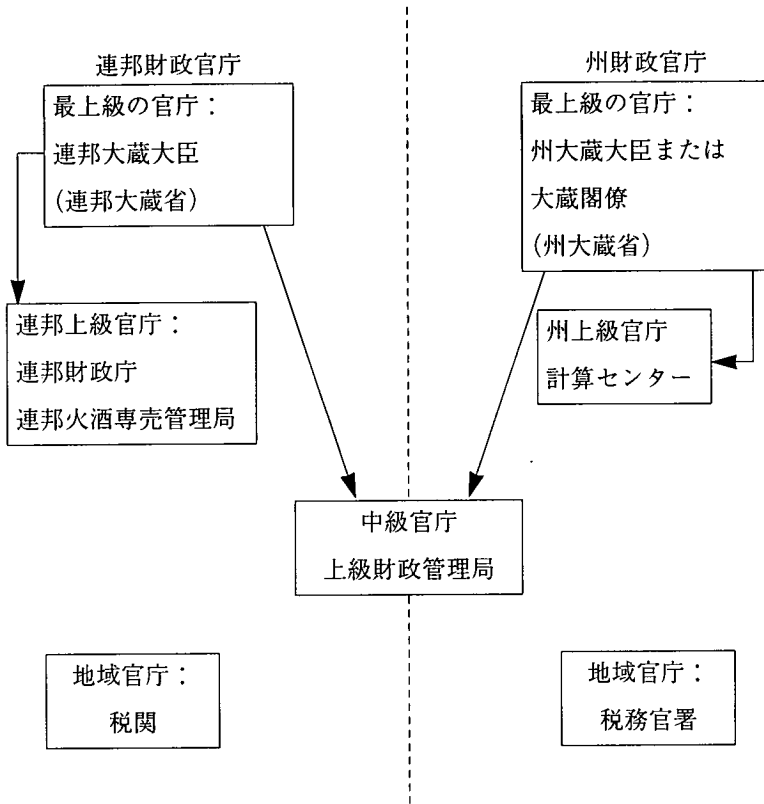 連邦財政官庁
最上級の官庁：
連邦大蔵大臣
(連邦大蔵省)
連邦上級官庁：
連邦財政庁
連邦火酒専売管理局
州財政官庁
最上級の官庁：
州大蔵大臣または
大蔵閣僚
(州大蔵省)
州上級官庁
計算センター
中級官庁
上級財政管理局
地域官庁：
税関
地域官庁：
税務官署